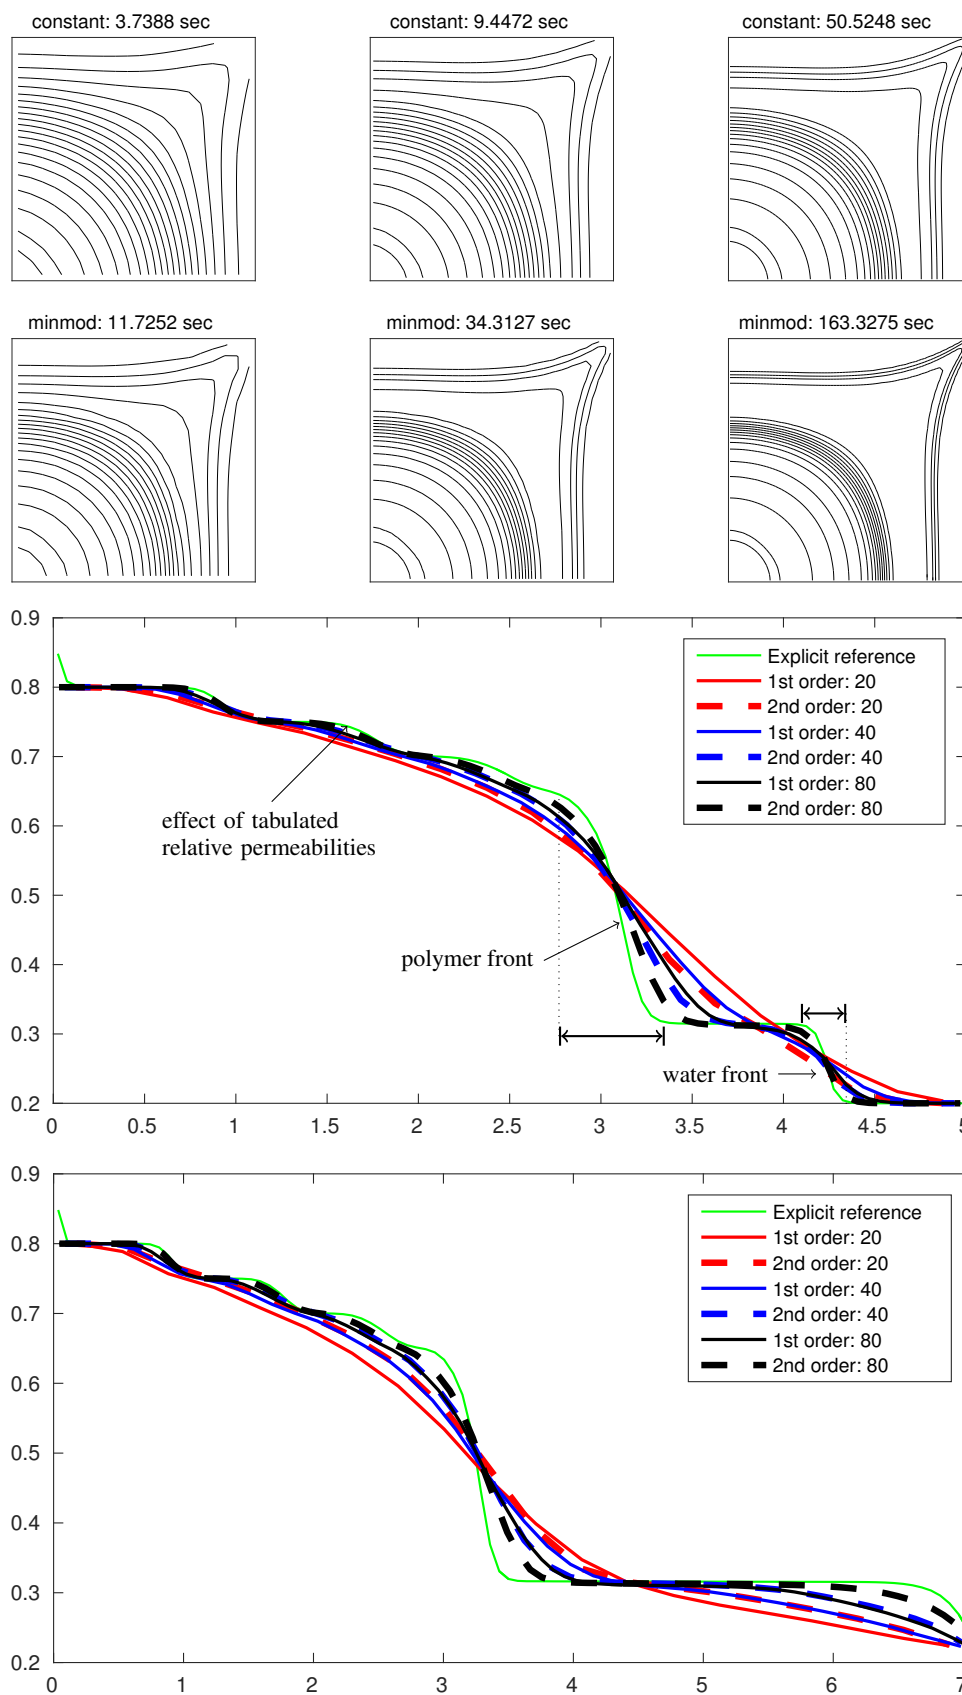 constant: 3.7388 sec
constant: 9.4472 sec
constant: 50.5248 sec
minmod: 11.7252 sec
minmod: 34.3127 sec
minmod: 163.3275 sec
0.9
0.8
0.7
0.6
0.5
0.4
0.3
0.2
0 0.5 1 1.5 2 2.5 3 3.5 4 4.5 5
Explicit reference
1st order: 20
2nd order: 20
1st order: 40
2nd order: 40
1st order: 80
2nd order: 80
effect of tabulated
relative permeabilities
polymer front
water front
0.9
0.8
0.7
0.6
0.5
0.4
0.3
0.2
0 1 2 3 4 5 6 7
Explicit reference
1st order: 20
2nd order: 20
1st order: 40
2nd order: 40
1st order: 80
2nd order: 80